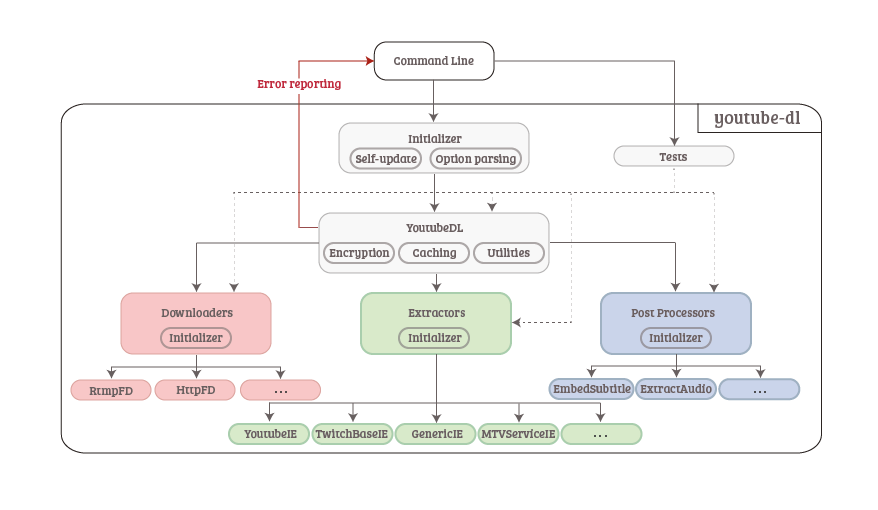 Command Line
Error reporting
youtube-dl
Initializer
Self-update
Option parsing
Tests
YoutubeDL
Encryption
Caching
Utilities
Downloaders
Initializer
Extractors
Initializer
Post Processors
Initializer
RtmpFD
HttpFD
...
EmbedSubtitle
ExtractAudio
...
YoutubeIE
TwitchBaseIE
GenericIE
MTVServiceIE
...